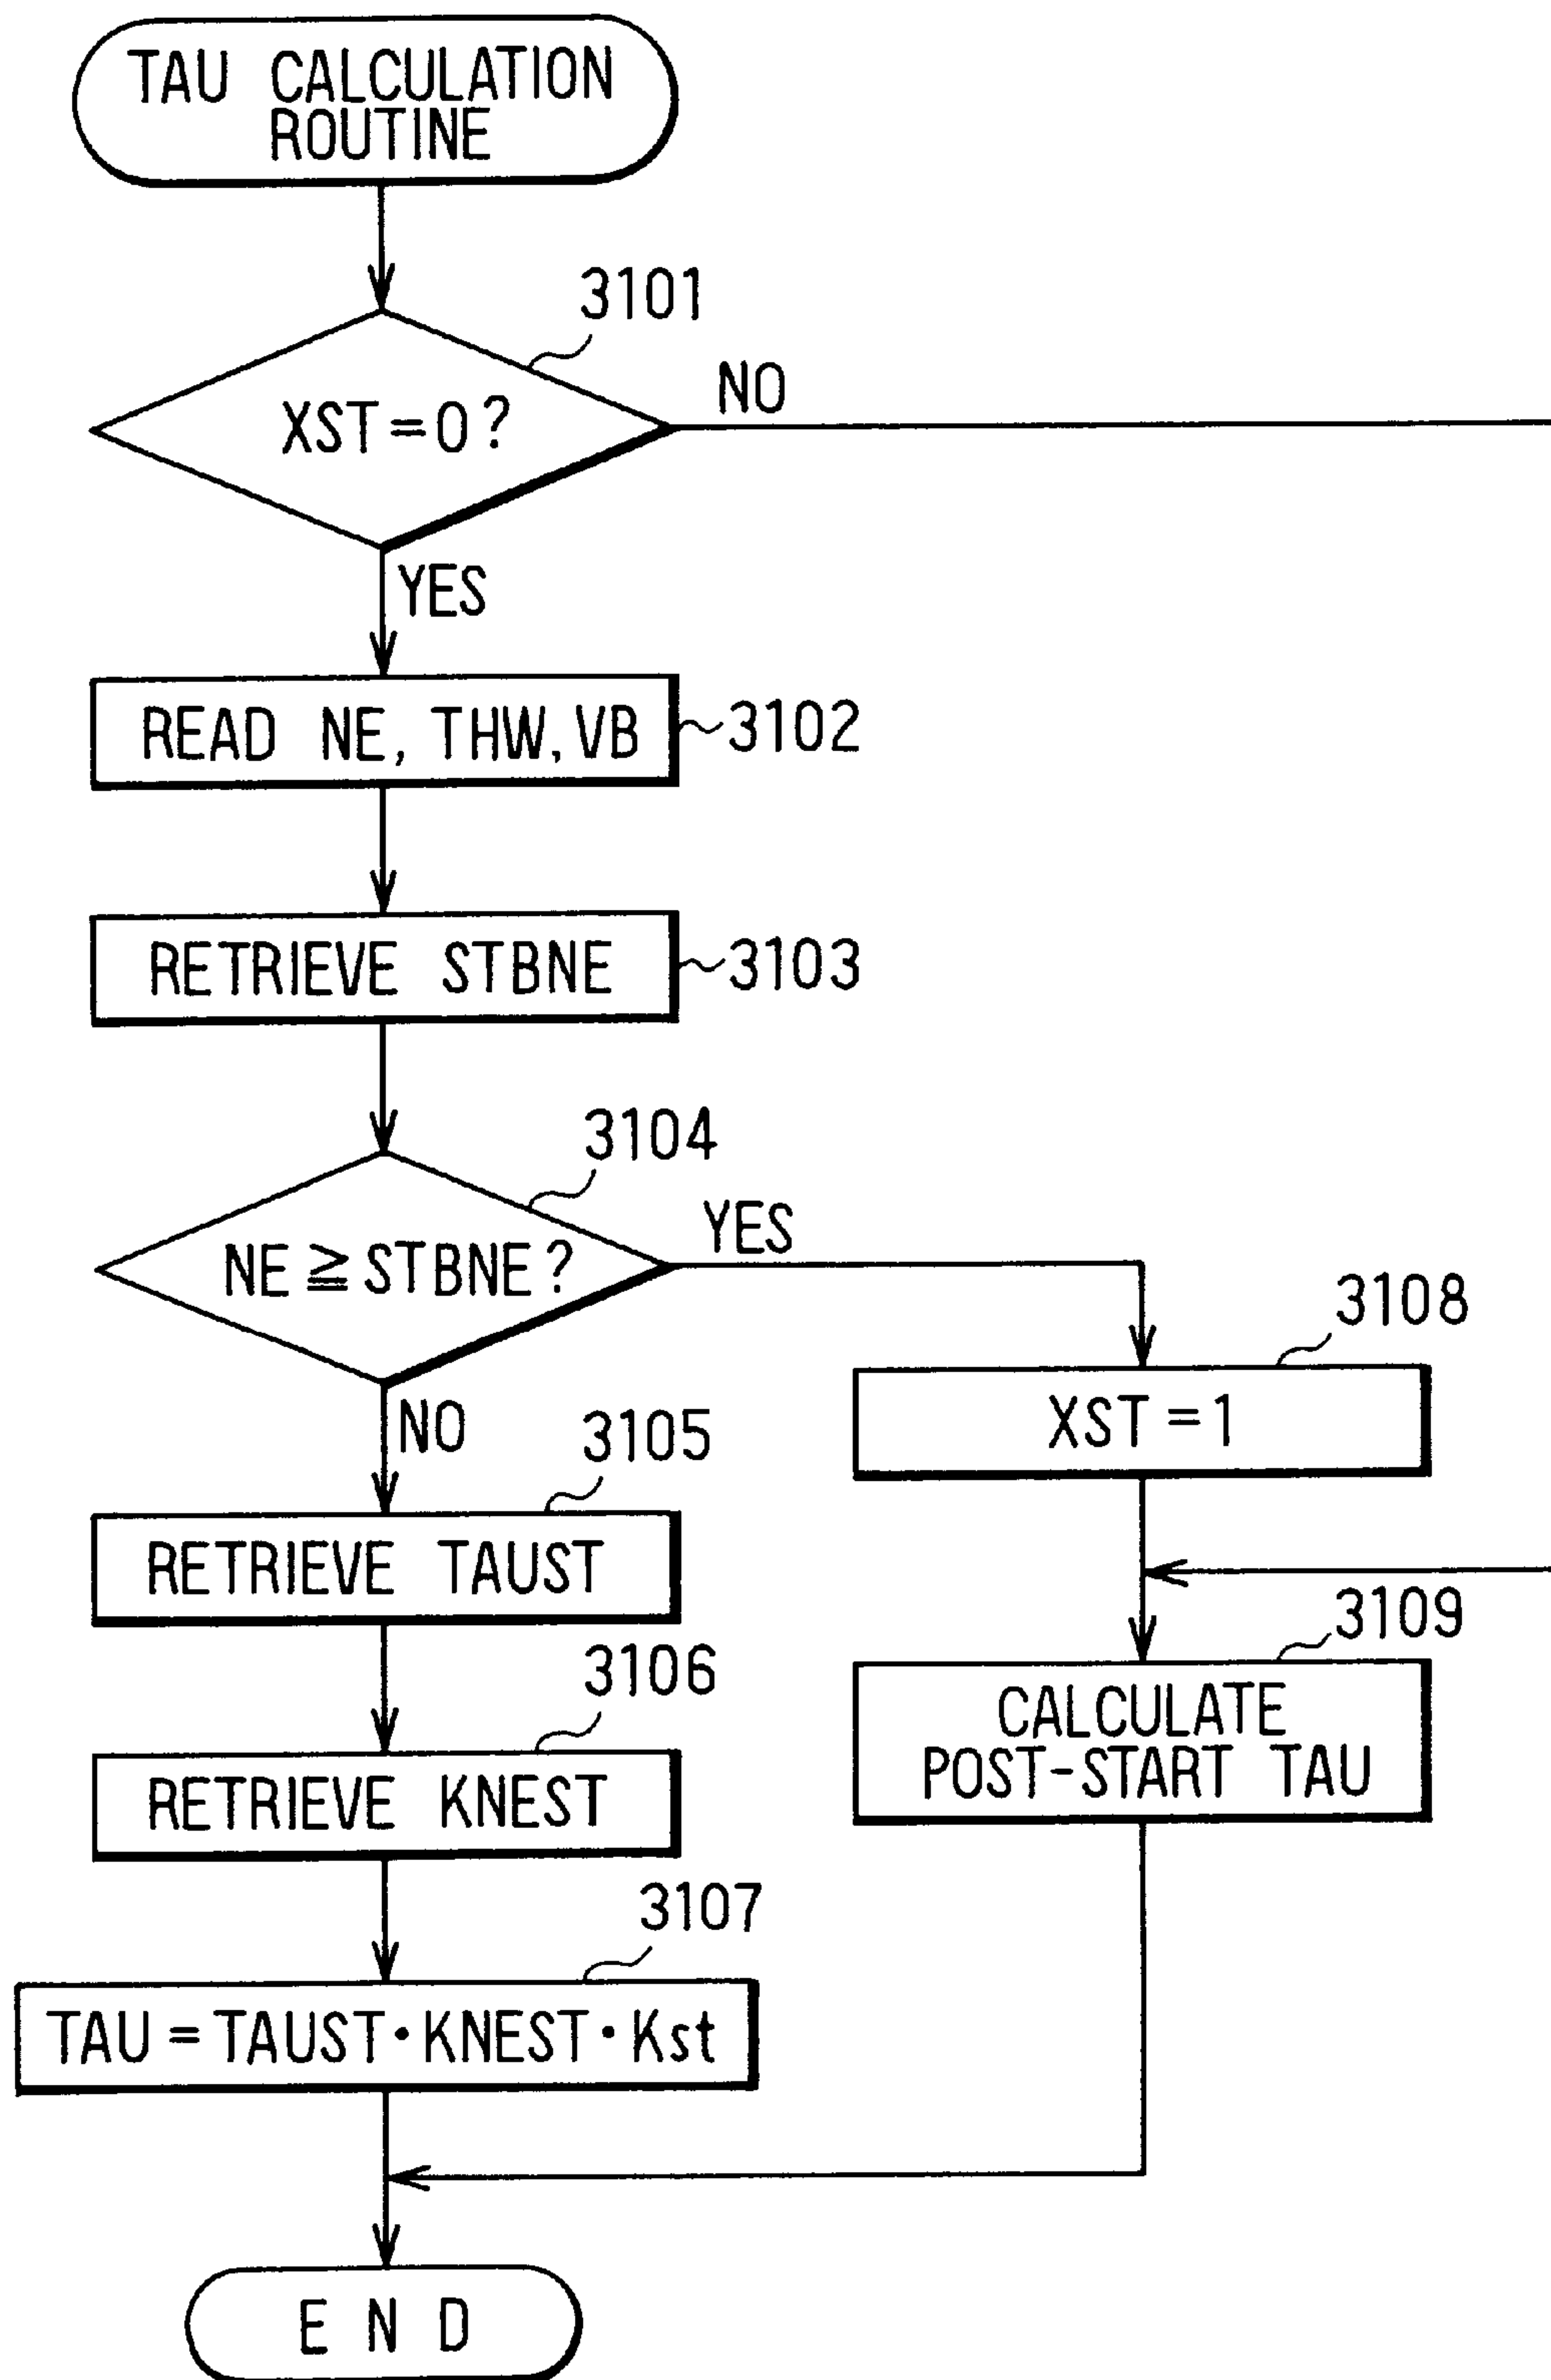 TAU CALCULATION
ROUTINE
3101
XST=0?
NO
YES
READ NE, THW, VB
3102
RETRIEVE STBNE
3103
3104
NE≧STBNE?
YES
NO
3108
XST=1
3105
RETRIEVE TAUST
3109
CALCULATE
POST-START TAU
3106
RETRIEVE KNEST
3107
TAU=TAUST·KNEST·Kst
END